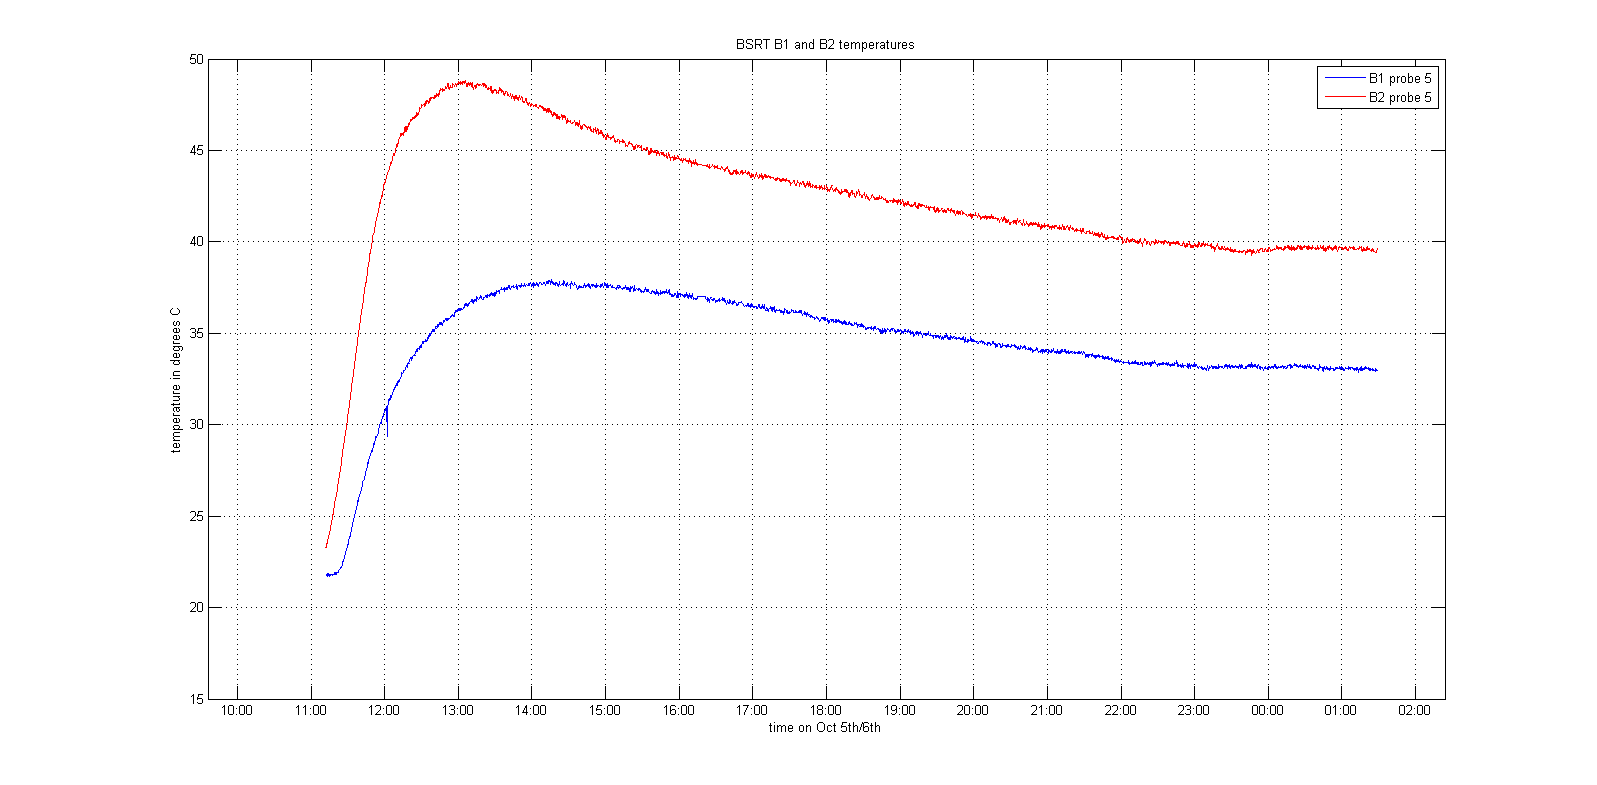 BSRT B1 and B2 temperatures
B1 probe 5
B2 probe 5
temperature in degrees C
50
45
40
35
30
25
20
15
10:00 11:00 12:00 13:00 14:00 15:00 16:00 17:00 18:00 19:00 20:00 21:00 22:00 23:00 00:00 01:00 02:00
time on Oct 5th/6th